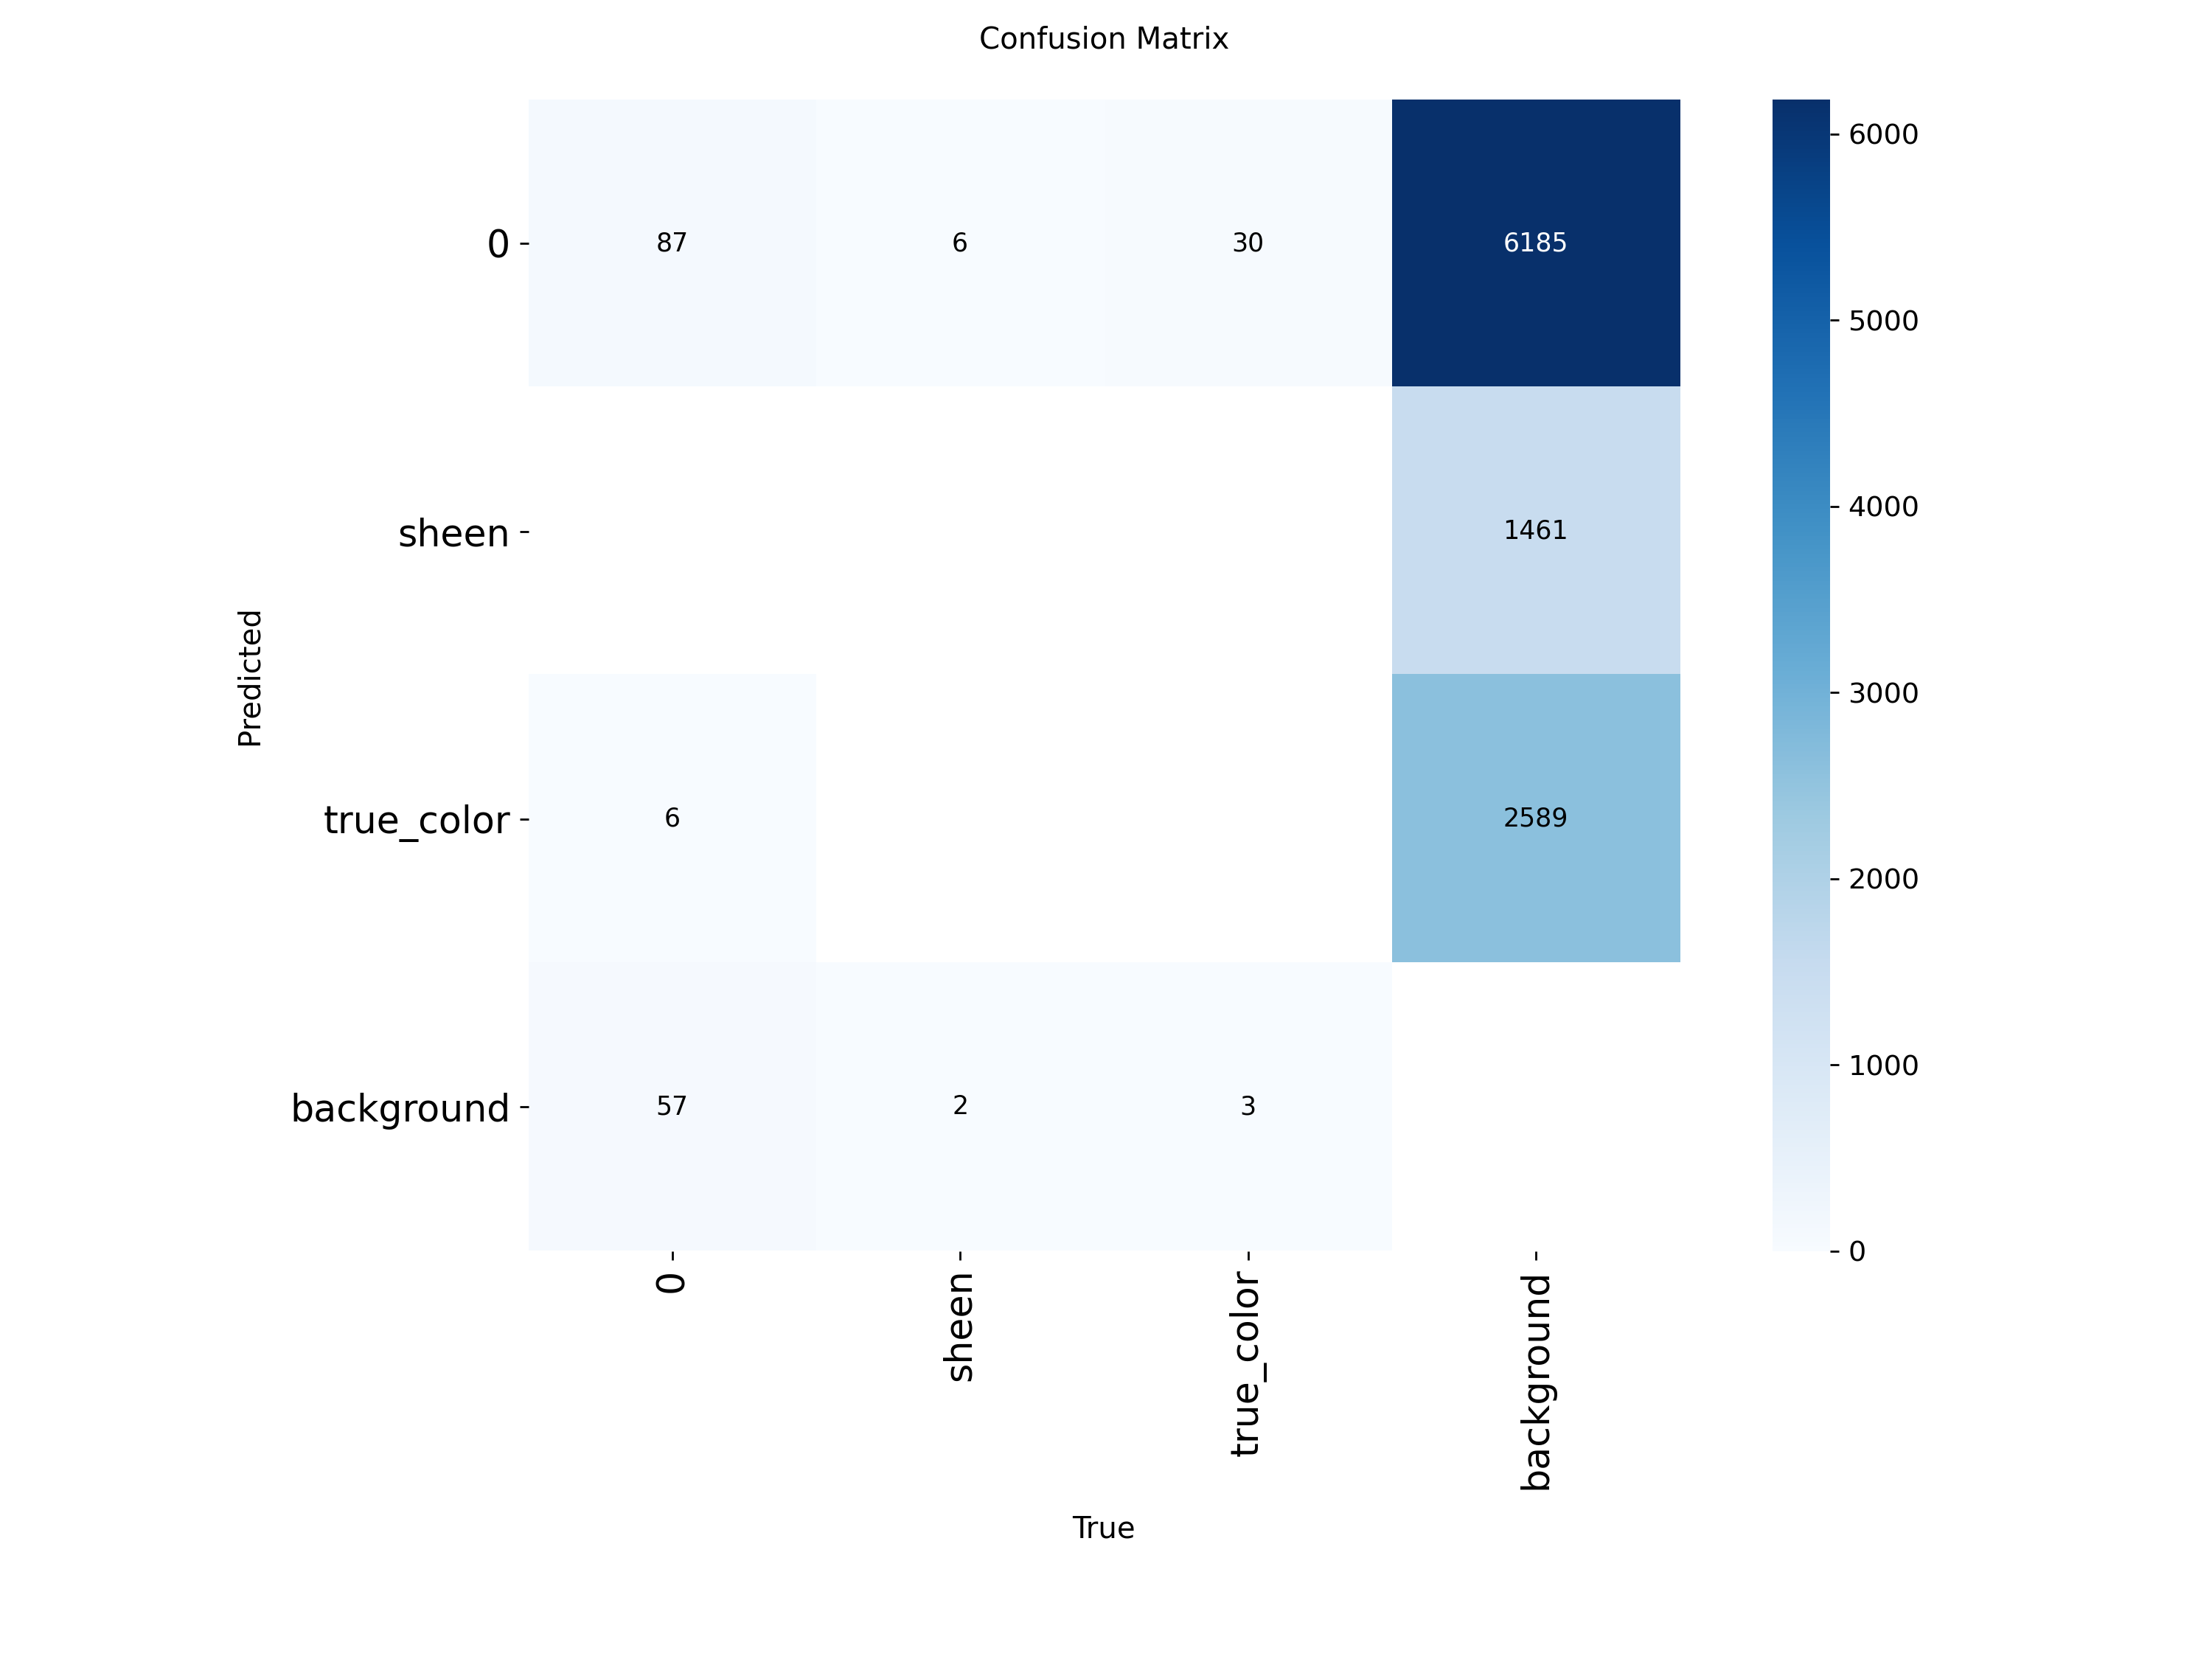 Confusion Matrix
0
87
6
30
6185
sheen
1461
true_color
6
2589
background
57
2
3
Predicted
0
sheen
true_color
background
True
6000
5000
4000
3000
2000
1000
0